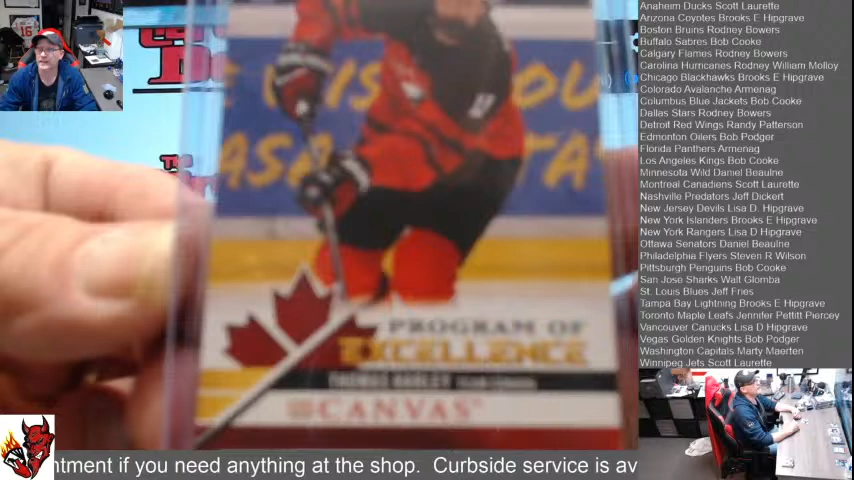 Anaheim Ducks Scott Laurette
Arizona Coyotes Brooks E Hipgrave
Boston Bruins Rodney Bowers
Buffalo Sabres Bob Cooke
Calgary Flames Rodney Bowers
Carolina Hurricanes Rodney William Molloy
Chicago Blackhawks Brooks E Hipgrave
Colorado Avalanche Armenag
Columbus Blue Jackets Bob Cooke
Dallas Stars Rodney Bowers
Detroit Red Wings Randy Patterson
Edmonton Oilers Bob Podger
Florida Panthers Armenag
Los Angeles Kings Bob Cooke
Minnesota Wild Daniel Beaulne
Montreal Canadiens Scott Laurette
Nashville Predators Jeff Dickert
New Jersey Devils Lisa D. Hipgrave
New York Islanders Brooks E Hipgrave
New York Rangers Lisa D Hipgrave
Ottawa Senators Daniel Beaulne
Philadelphia Flyers Steven R Wilson
Pittsburgh Penguins Bob Cooke
San Jose Sharks Walt Glomba
St. Louis Blues Jeff Fries
Tampa Bay Lightning Brooks E Hipgrave
Toronto Maple Leafs Jennifer Pettitt Piercey
Vancouver Canucks Lisa D Hipgrave
Vegas Golden Knights Bob Podger
Washington Capitals Marty Maerten
Winnipeg Jets Scott Laurette
16
PROGRAM OF
EXCELLENCE
THOMAS HARLEY
CANVAS
ntment if you need anything at the shop. Curbside service is av